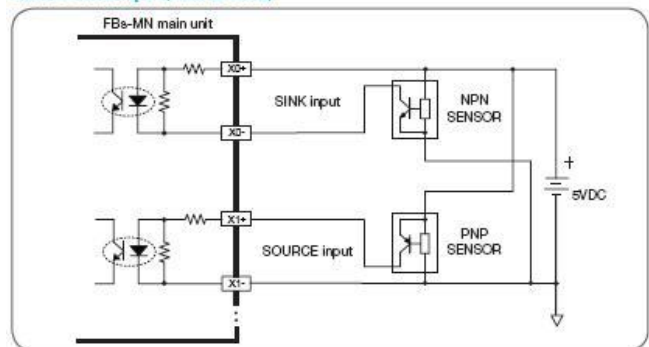 FBs-MN main unit
X0+
SINK input
NPN
SENSOR
X0-
+
5VDC
X1+
SOURCE input
PNP
SENSOR
X1-